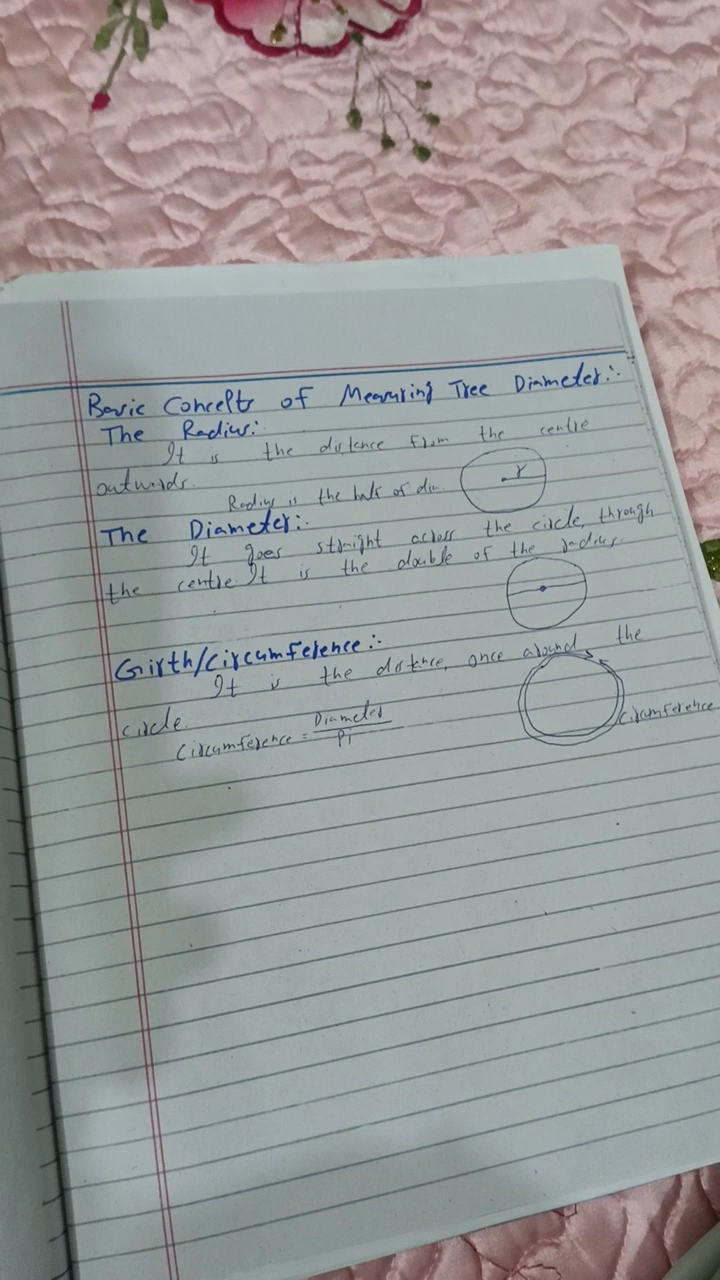 Basic Concepts of Measuring Tree Diameter:.
The Radius:
It is the distance from the centre
outwards.
Radius is the half of dia.
r
The Diameter:.
It goes straight across the circle, through
the centre It is the double of the radius.
Girth/Circumference:.
It is the distance, once around the
circle.
Circumference
Circumference = Diameter
Pi